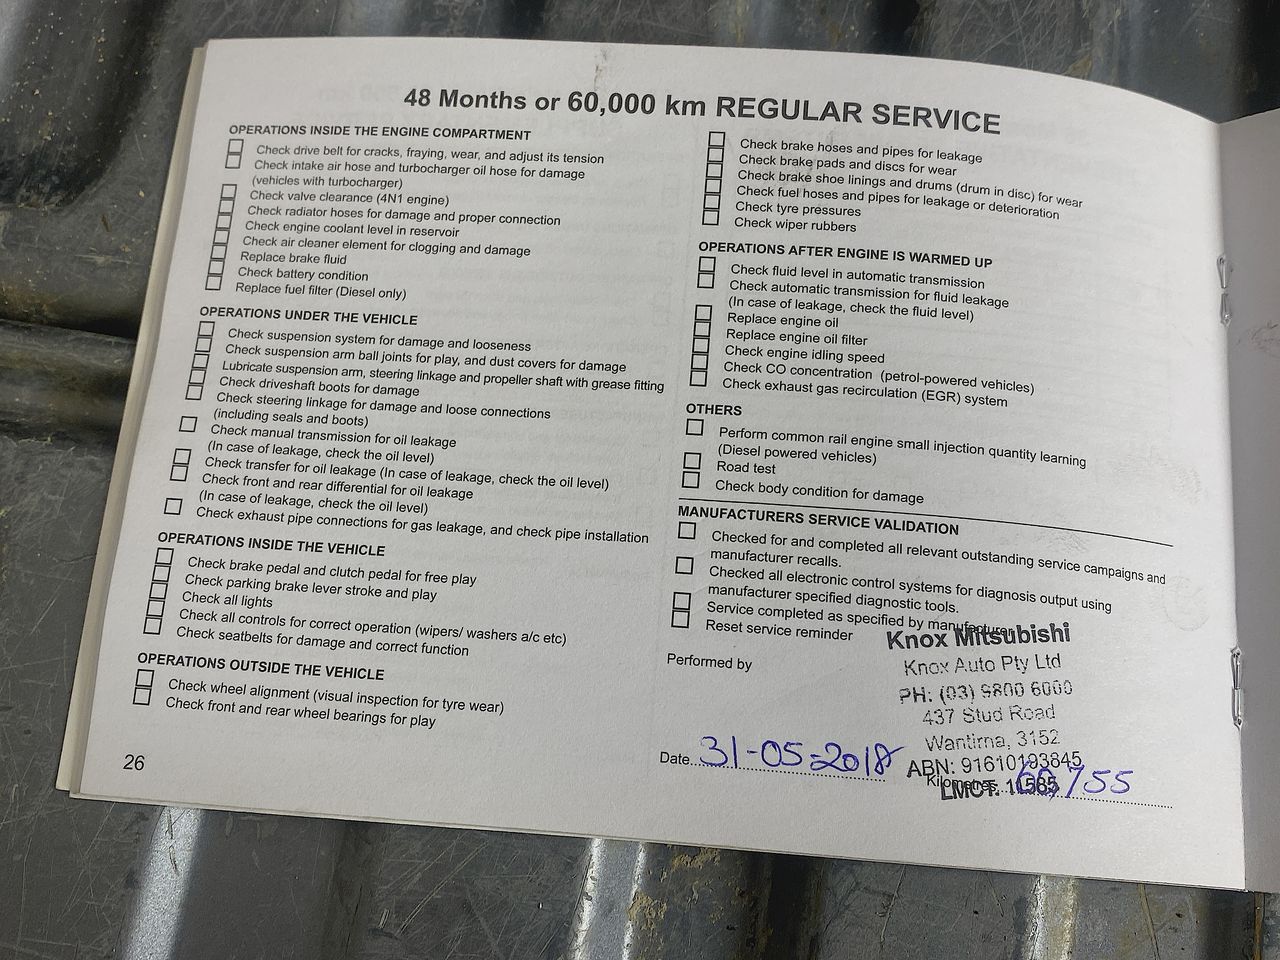 48 Months or 60,000 km REGULAR SERVICE
OPERATIONS INSIDE THE ENGINE COMPARTMENT
Check drive belt for cracks, fraying, wear, and adjust its tension
Check intake air hose and turbocharger oil hose for damage
(vehicles with turbocharger)
Check valve clearance (4N1 engine)
Check radiator hoses for damage and proper connection
Check engine coolant level in reservoir
Check air cleaner element for clogging and damage
Replace brake fluid
Check battery condition
Replace fuel filter (Diesel only)
OPERATIONS UNDER THE VEHICLE
Check suspension system for damage and looseness
Check suspension arm ball joints for play, and dust covers for damage
Lubricate suspension arm, steering linkage and propeller shaft with grease fitting
Check driveshaft boots for damage
Check steering linkage for damage and loose connections
(including seals and boots)
Check manual transmission for oil leakage
(In case of leakage, check the oil level)
Check transfer for oil leakage (In case of leakage, check the oil level)
Check front and rear differential for oil leakage
(In case of leakage, check the oil level)
Check exhaust pipe connections for gas leakage, and check pipe installation
OPERATIONS INSIDE THE VEHICLE
Check brake pedal and clutch pedal for free play
Check parking brake lever stroke and play
Check all lights
Check all controls for correct operation (wipers/ washers a/c etc)
Check seatbelts for damage and correct function
OPERATIONS OUTSIDE THE VEHICLE
Check wheel alignment (visual inspection for tyre wear)
Check front and rear wheel bearings for play
26
Check brake hoses and pipes for leakage
Check brake pads and discs for wear
Check brake shoe linings and drums (drum in disc) for wear
Check fuel hoses and pipes for leakage or deterioration
Check tyre pressures
Check wiper rubbers
OPERATIONS AFTER ENGINE IS WARMED UP
Check fluid level in automatic transmission
Check automatic transmission for fluid leakage
(In case of leakage, check the fluid level)
Replace engine oil
Replace engine oil filter
Check engine idling speed
Check CO concentration (petrol-powered vehicles)
Check exhaust gas recirculation (EGR) system
OTHERS
Perform common rail engine small injection quantity learning
(Diesel powered vehicles)
Road test
Check body condition for damage
MANUFACTURERS SERVICE VALIDATION
Checked for and completed all relevant outstanding service campaigns and
manufacturer recalls.
Checked all electronic control systems for diagnosis output using
manufacturer specified diagnostic tools.
Service completed as specified by manufacturer
Reset service reminder
Performed by
Knox Mitsubishi
Knox Auto Pty Ltd
PH: (03) 9800 6000
437 Stud Road
Wantirna, 3152
ABN: 91610193845
LMCT: 11585
Date 31-05-2018
Kilometres 60,755